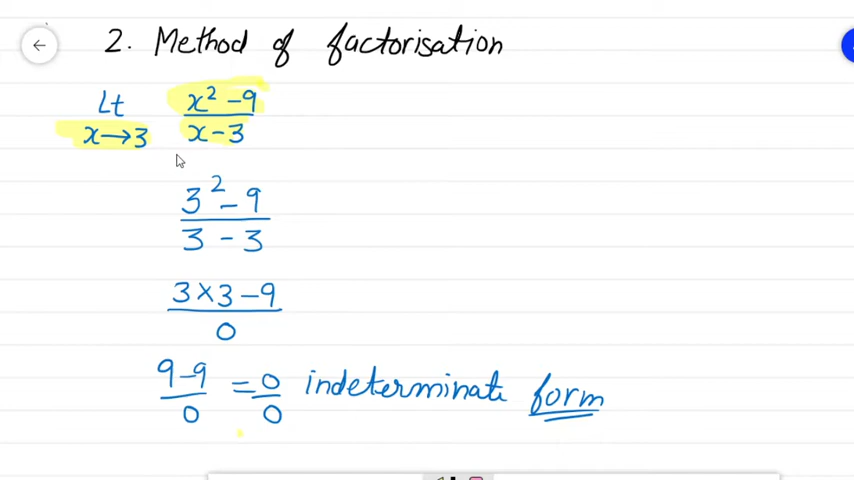 2. Method of factorisation
Lt x² - 9
x→3 x - 3
3² - 9
3 - 3
3 × 3 - 9
0
9 - 9 = 0 indeterminate form
0 0